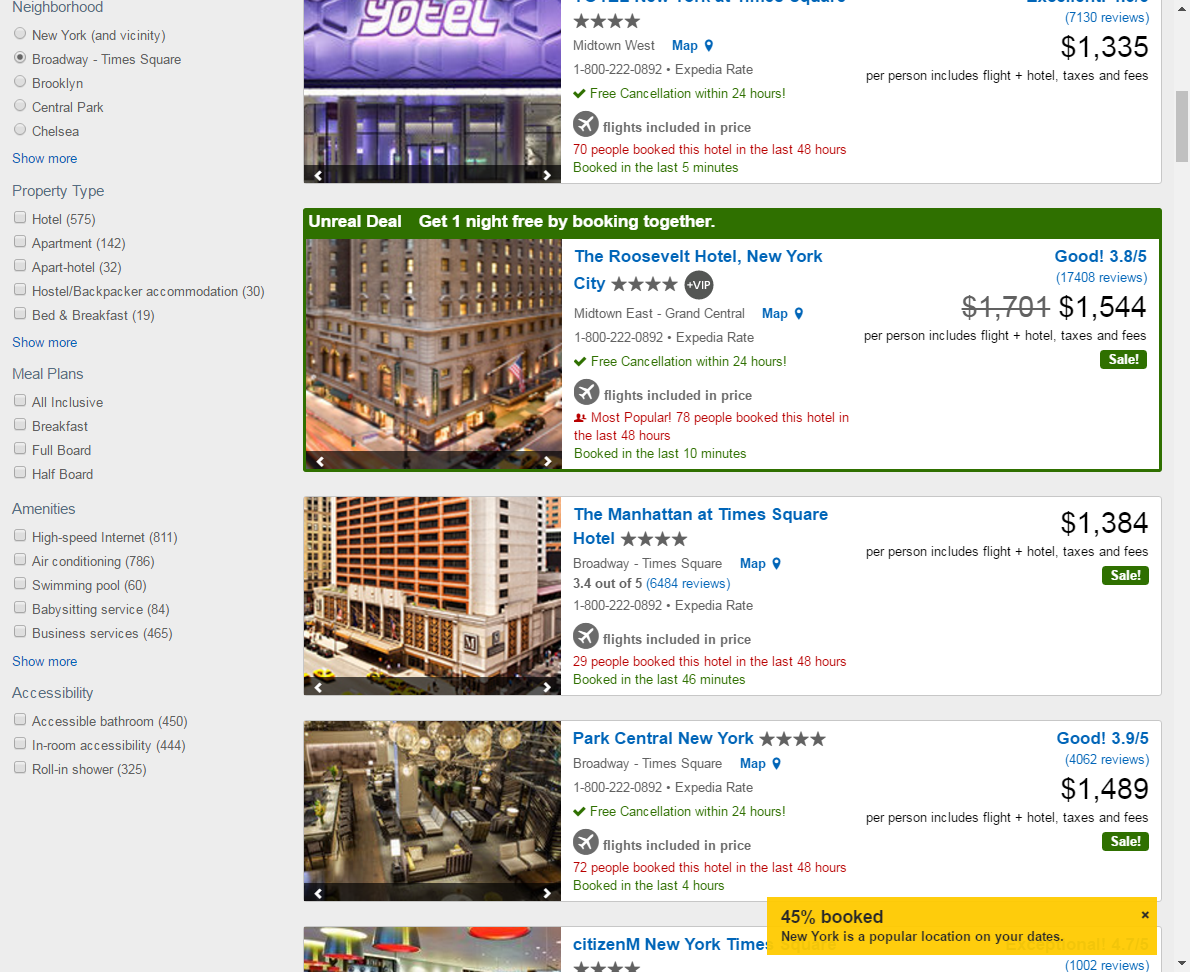 Neighborhood
New York (and vicinity)
Broadway - Times Square
Brooklyn
Central Park
Chelsea
Show more
Property Type
Hotel (575)
Apartment (142)
Apart-hotel (32)
Hostel/Backpacker accommodation (30)
Bed & Breakfast (19)
Show more
Meal Plans
All Inclusive
Breakfast
Full Board
Half Board
Amenities
High-speed Internet (811)
Air conditioning (786)
Swimming pool (60)
Babysitting service (84)
Business services (465)
Show more
Accessibility
Accessible bathroom (450)
In-room accessibility (444)
Roll-in shower (325)
yotel
YOTEL New York at Times Square
(7130 reviews)
$1,335
Midtown West Map
1-800-222-0892 • Expedia Rate
per person includes flight + hotel, taxes and fees
Free Cancellation within 24 hours!
flights included in price
70 people booked this hotel in the last 48 hours
Booked in the last 5 minutes
Unreal Deal Get 1 night free by booking together.
The Roosevelt Hotel, New York
City +VIP
Good! 3.8/5
(17408 reviews)
$1,701 $1,544
Midtown East - Grand Central Map
1-800-222-0892 • Expedia Rate
per person includes flight + hotel, taxes and fees
Sale!
Free Cancellation within 24 hours!
flights included in price
Most Popular! 78 people booked this hotel in
the last 48 hours
Booked in the last 10 minutes
The Manhattan at Times Square
Hotel
$1,384
per person includes flight + hotel, taxes and fees
Sale!
Broadway - Times Square Map
3.4 out of 5 (6484 reviews)
1-800-222-0892 • Expedia Rate
flights included in price
29 people booked this hotel in the last 48 hours
Booked in the last 46 minutes
Park Central New York
Good! 3.9/5
(4062 reviews)
$1,489
Broadway - Times Square Map
1-800-222-0892 • Expedia Rate
per person includes flight + hotel, taxes and fees
Sale!
Free Cancellation within 24 hours!
flights included in price
72 people booked this hotel in the last 48 hours
Booked in the last 4 hours
45% booked
New York is a popular location on your dates.
citizenM New York Times Square
Exceptional! 4.7/5
(1002 reviews)